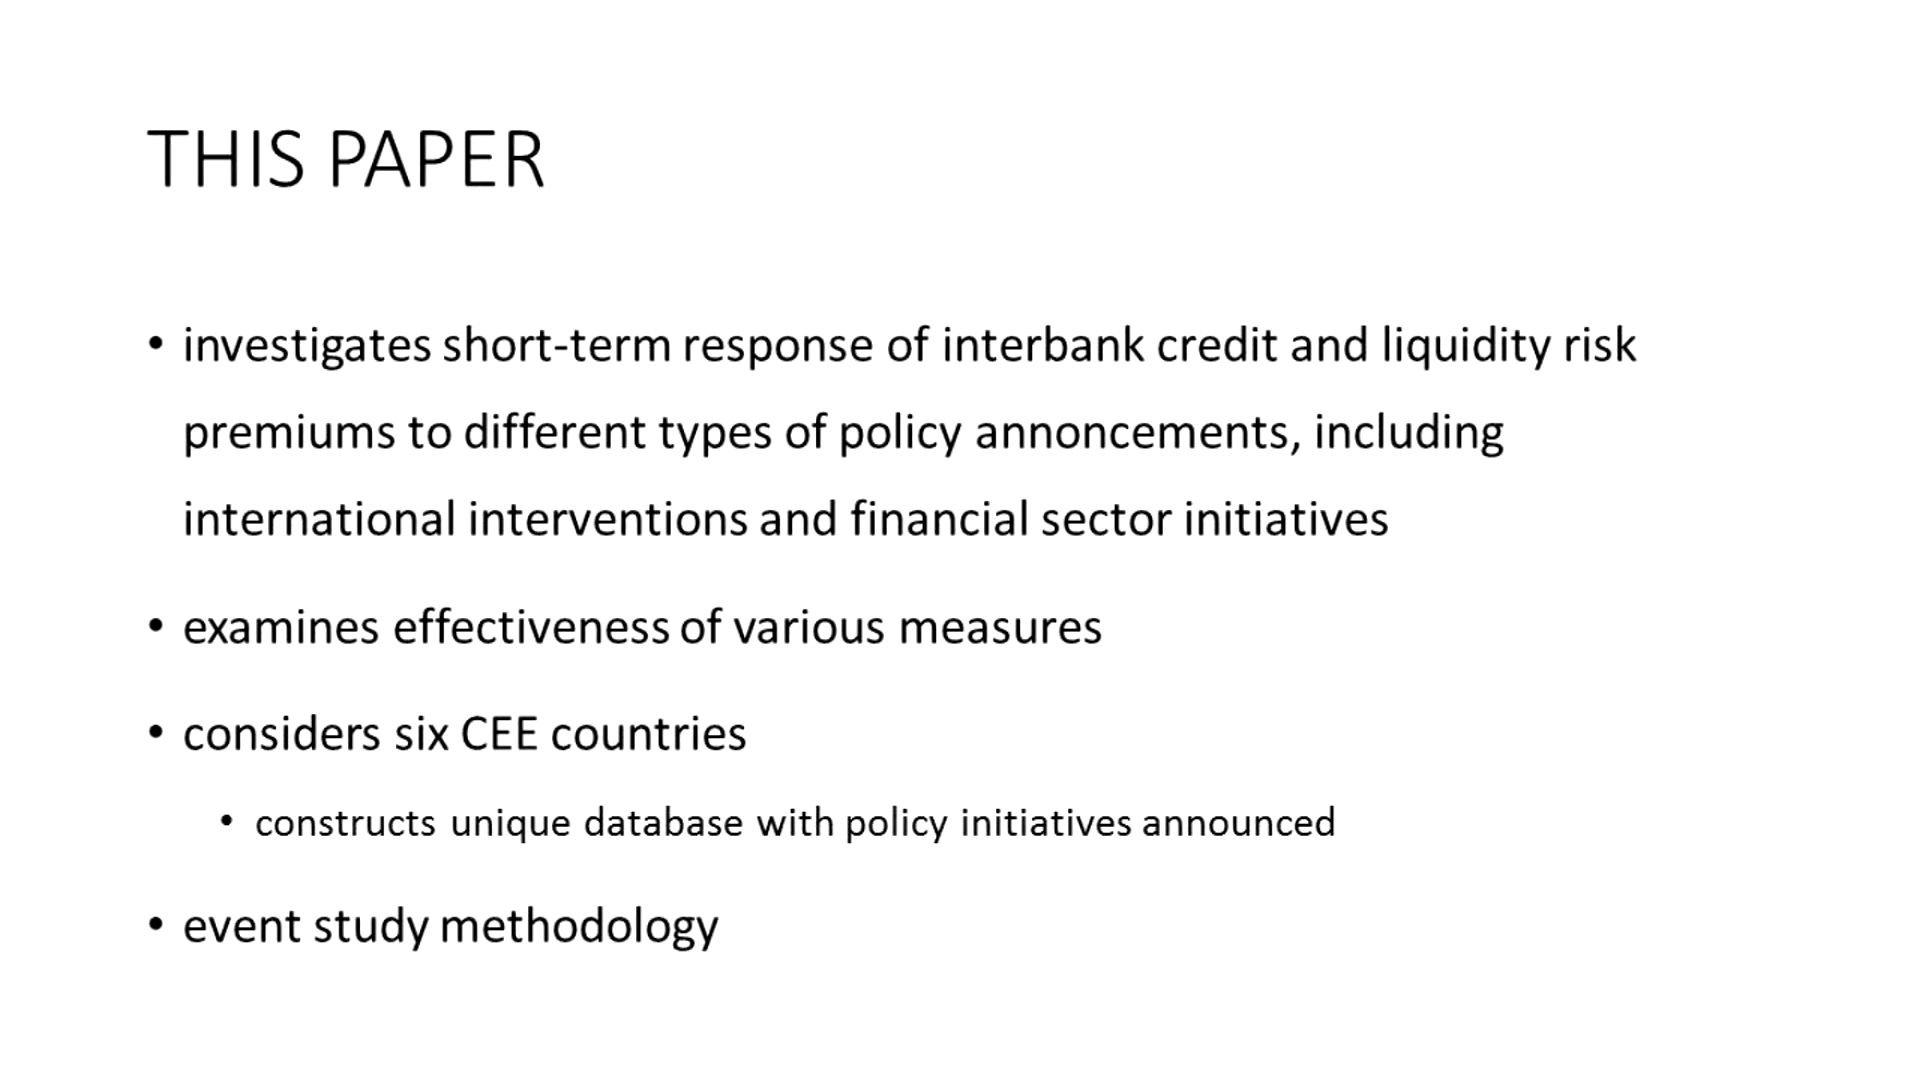 THIS PAPER
• investigates short-term response of interbank credit and liquidity risk
premiums to different types of policy annoncements, including
international interventions and financial sector initiatives
• examines effectiveness of various measures
• considers six CEE countries
• constructs unique database with policy initiatives announced
• event study methodology